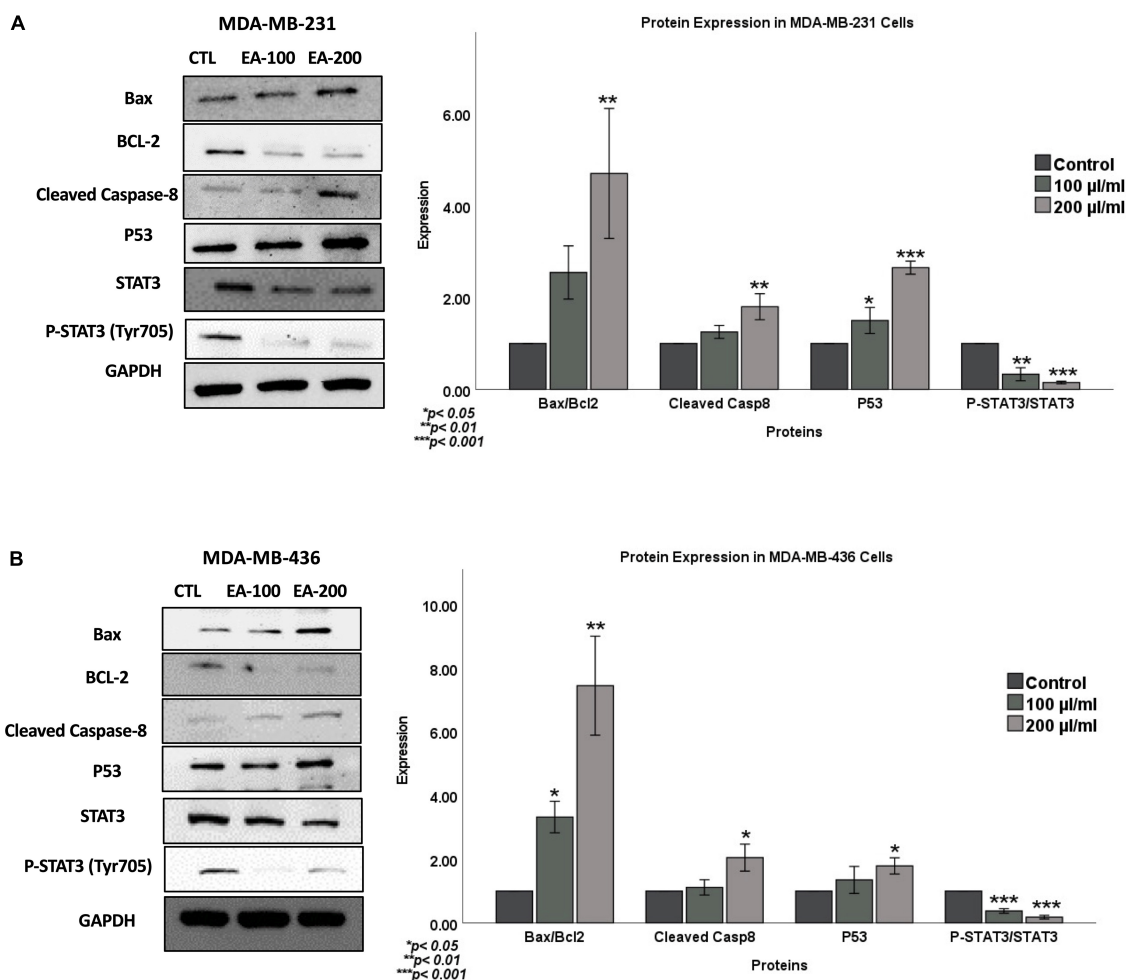 A
MDA-MB-231
CTL EA-100 EA-200
Bax
BCL-2
Cleaved Caspase-8
P53
STAT3
P-STAT3 (Tyr705)
GAPDH
Protein Expression in MDA-MB-231 Cells
Expression
6.00
4.00
2.00
0.00
**
**
*
***
**
***
Bax/Bcl2 Cleaved Casp8 P53 P-STAT3/STAT3
Proteins
*p< 0.05
**p< 0.01
***p< 0.001
Control
100 µl/ml
200 µl/ml
B
MDA-MB-436
CTL EA-100 EA-200
Bax
BCL-2
Cleaved Caspase-8
P53
STAT3
P-STAT3 (Tyr705)
GAPDH
Protein Expression in MDA-MB-436 Cells
Expression
10.00
8.00
6.00
4.00
2.00
0.00
*
**
*
*
***
***
Bax/Bcl2 Cleaved Casp8 P53 P-STAT3/STAT3
Proteins
*p< 0.05
**p< 0.01
***p< 0.001
Control
100 µl/ml
200 µl/ml